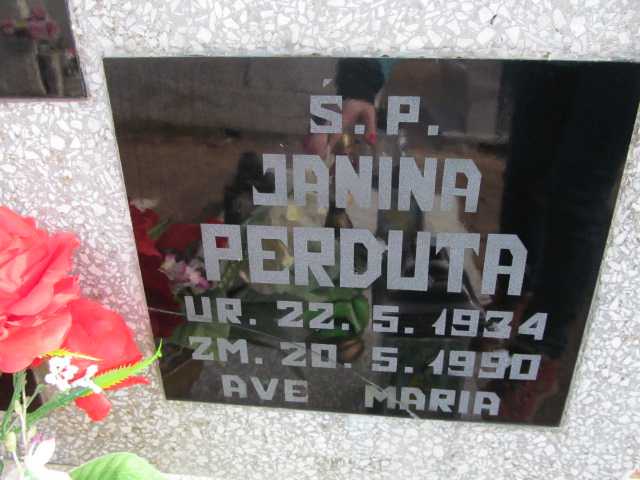 Ś. P.
JANINA
PERDUTA
UR. 22. 5. 1934
ZM. 20. 5. 1990
AVE MARIA